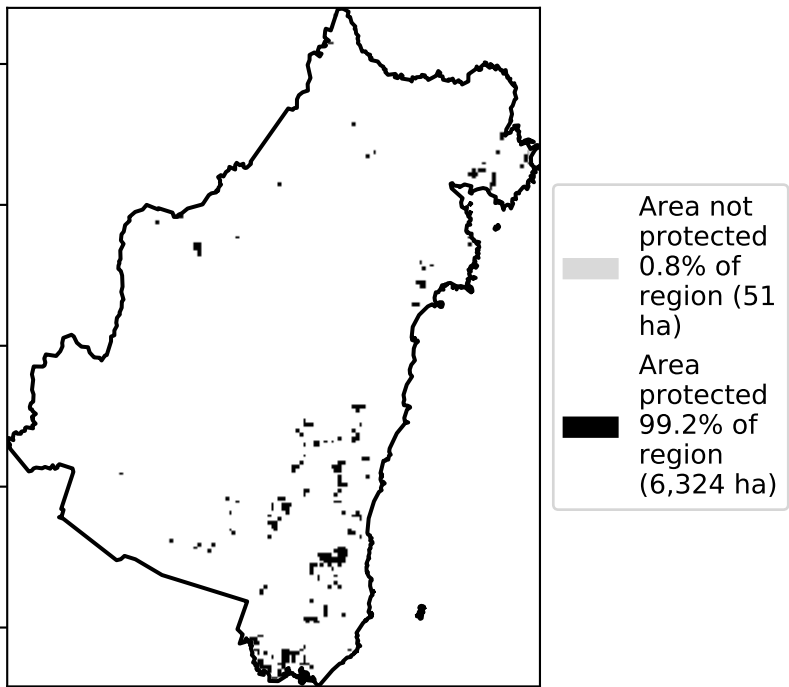 Area not
protected
0.8% of
region (51
ha)
Area
protected
99.2% of
region
(6,324 ha)